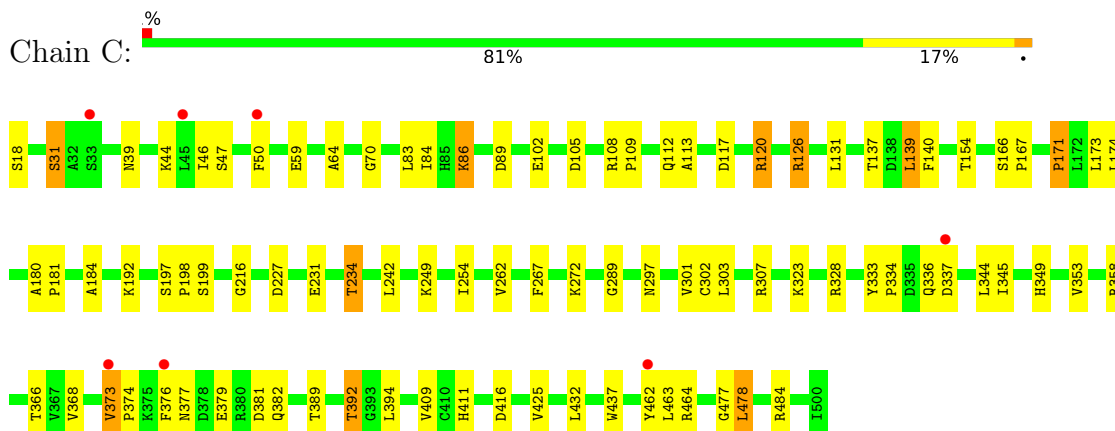 .%
Chain C:
81% 17% .
S18 S31 A32 S33 N39 K44 L45 I46 S47 F50 E59 A64 G70 L83 I84 H85 K86 D89 E102 D105 R108 P109 Q112 A113 D117 R120 R126 L131 T137 D138 L139 F140 T154 S166 P167 P171 L172 L173
A180 P181 A184 K192 S197 P198 S199 G216 D227 E231 T234 L242 K249 I254 V262 F267 K272 G289 N297 V301 C302 L303 R307 K323 R328 Y333 P334 D335 Q336 D337 L344 I345 H349 V353
T366 V367 V368 V373 P374 K375 F376 N377 D378 E379 R380 D381 Q382 T389 T392 G393 L394 V409 C410 H411 D416 V425 L432 W437 Y462 L463 R464 G477 L478 R484 I500